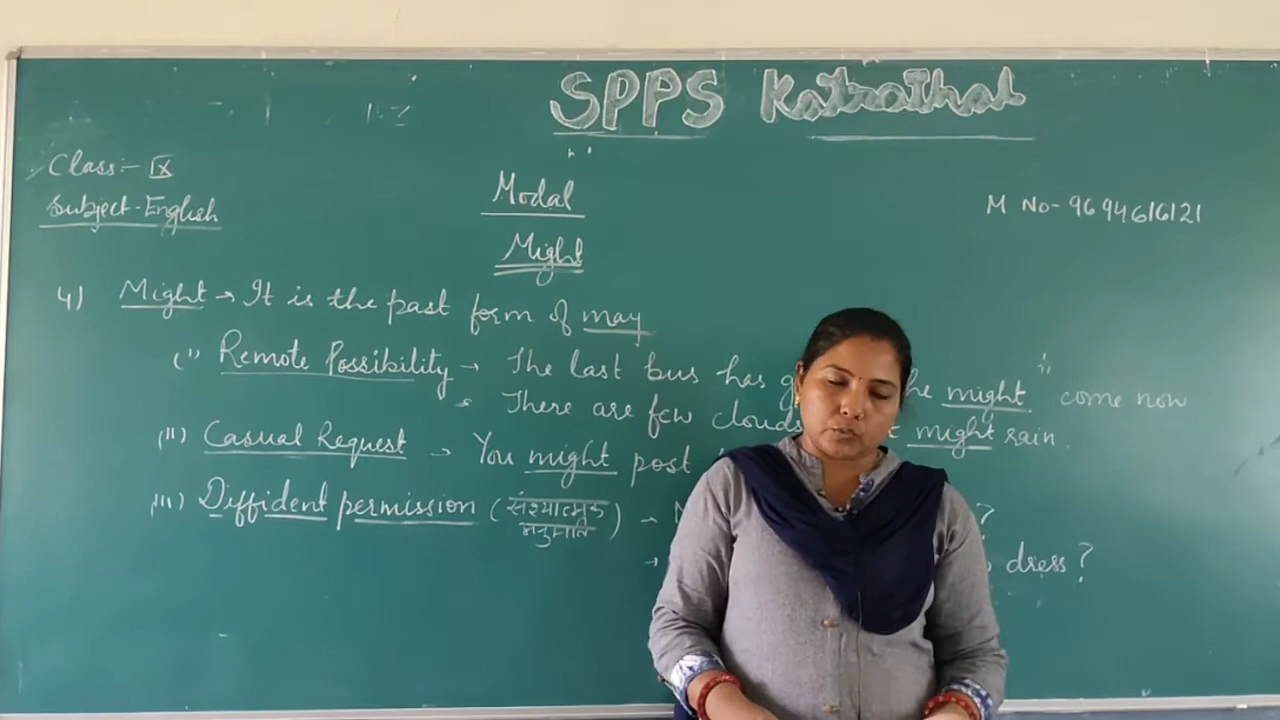 SPPS Katrathal
Class:- IX
Subject-English
Modal
M No- 9694616121
Might
4) Might → It is the past form of may
(i) Remote Possibility → The last bus has he might come now
There are few clouds might rain.
(ii) Casual Request → You might post
(iii) Diffident permission (संश्यात्मक अनुमति) → ?
→ dress?